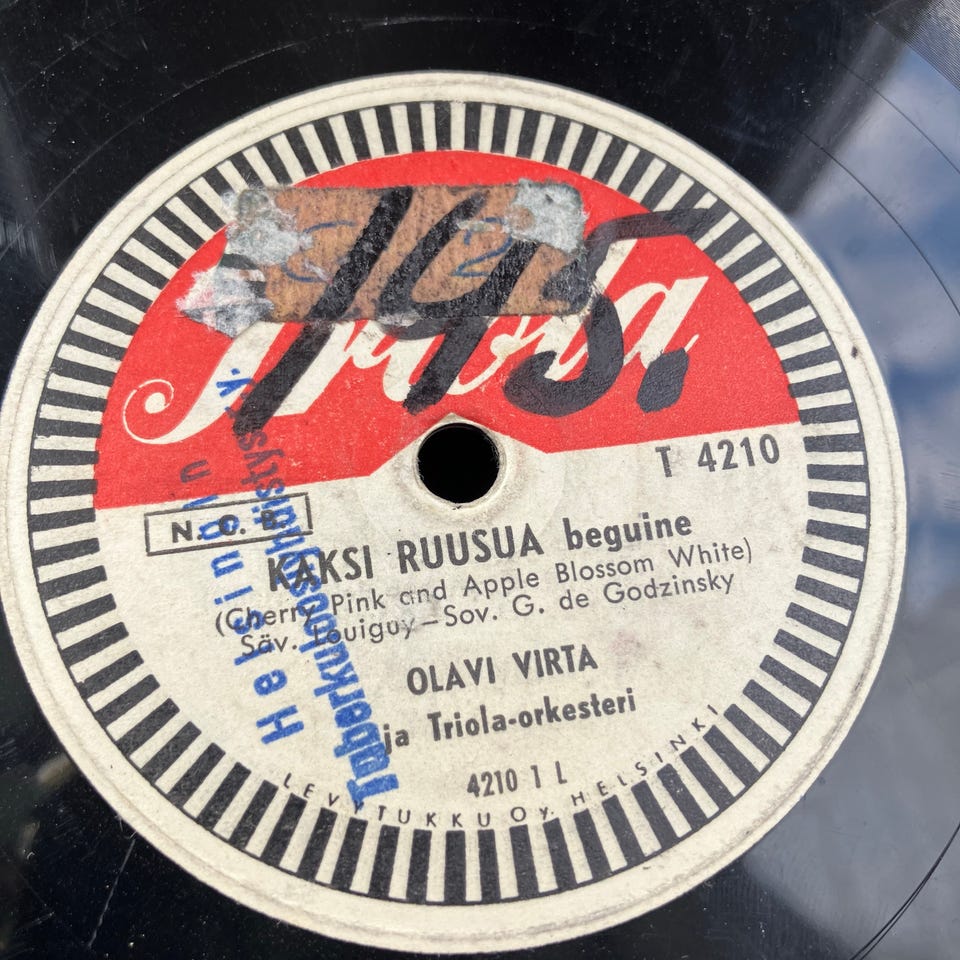 145.
Triola
T 4210
N. C. B.
KAKSI RUUSUA beguine
(Cherry Pink and Apple Blossom White)
Säv. Louiguy – Sov. G. de Godzinsky
OLAVI VIRTA
ja Triola-orkesteri
4210 1 L
LEVYTUKKU Oy. HELSINKI
Tuberkuloosiyhdistys r.y.
Helsingin